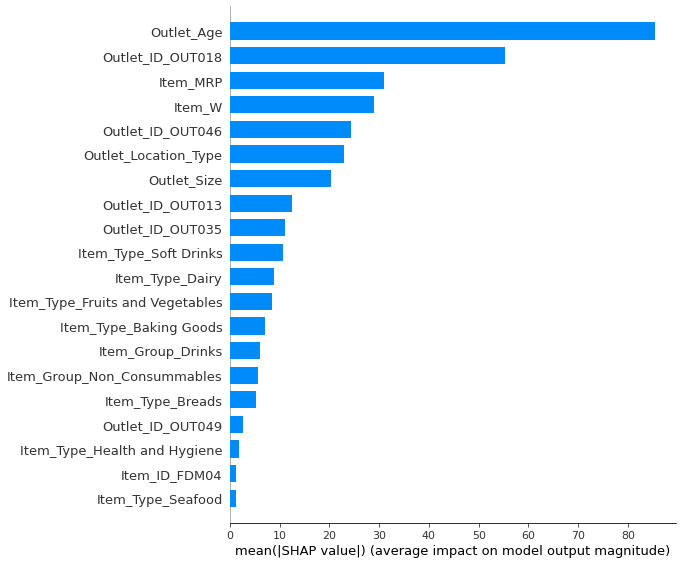 Outlet_Age
Outlet_ID_OUT018
Item_MRP
Item_W
Outlet_ID_OUT046
Outlet_Location_Type
Outlet_Size
Outlet_ID_OUT013
Outlet_ID_OUT035
Item_Type_Soft Drinks
Item_Type_Dairy
Item_Type_Fruits and Vegetables
Item_Type_Baking Goods
Item_Group_Drinks
Item_Group_Non_Consummables
Item_Type_Breads
Outlet_ID_OUT049
Item_Type_Health and Hygiene
Item_ID_FDM04
Item_Type_Seafood
0 10 20 30 40 50 60 70 80
mean(|SHAP value|) (average impact on model output magnitude)